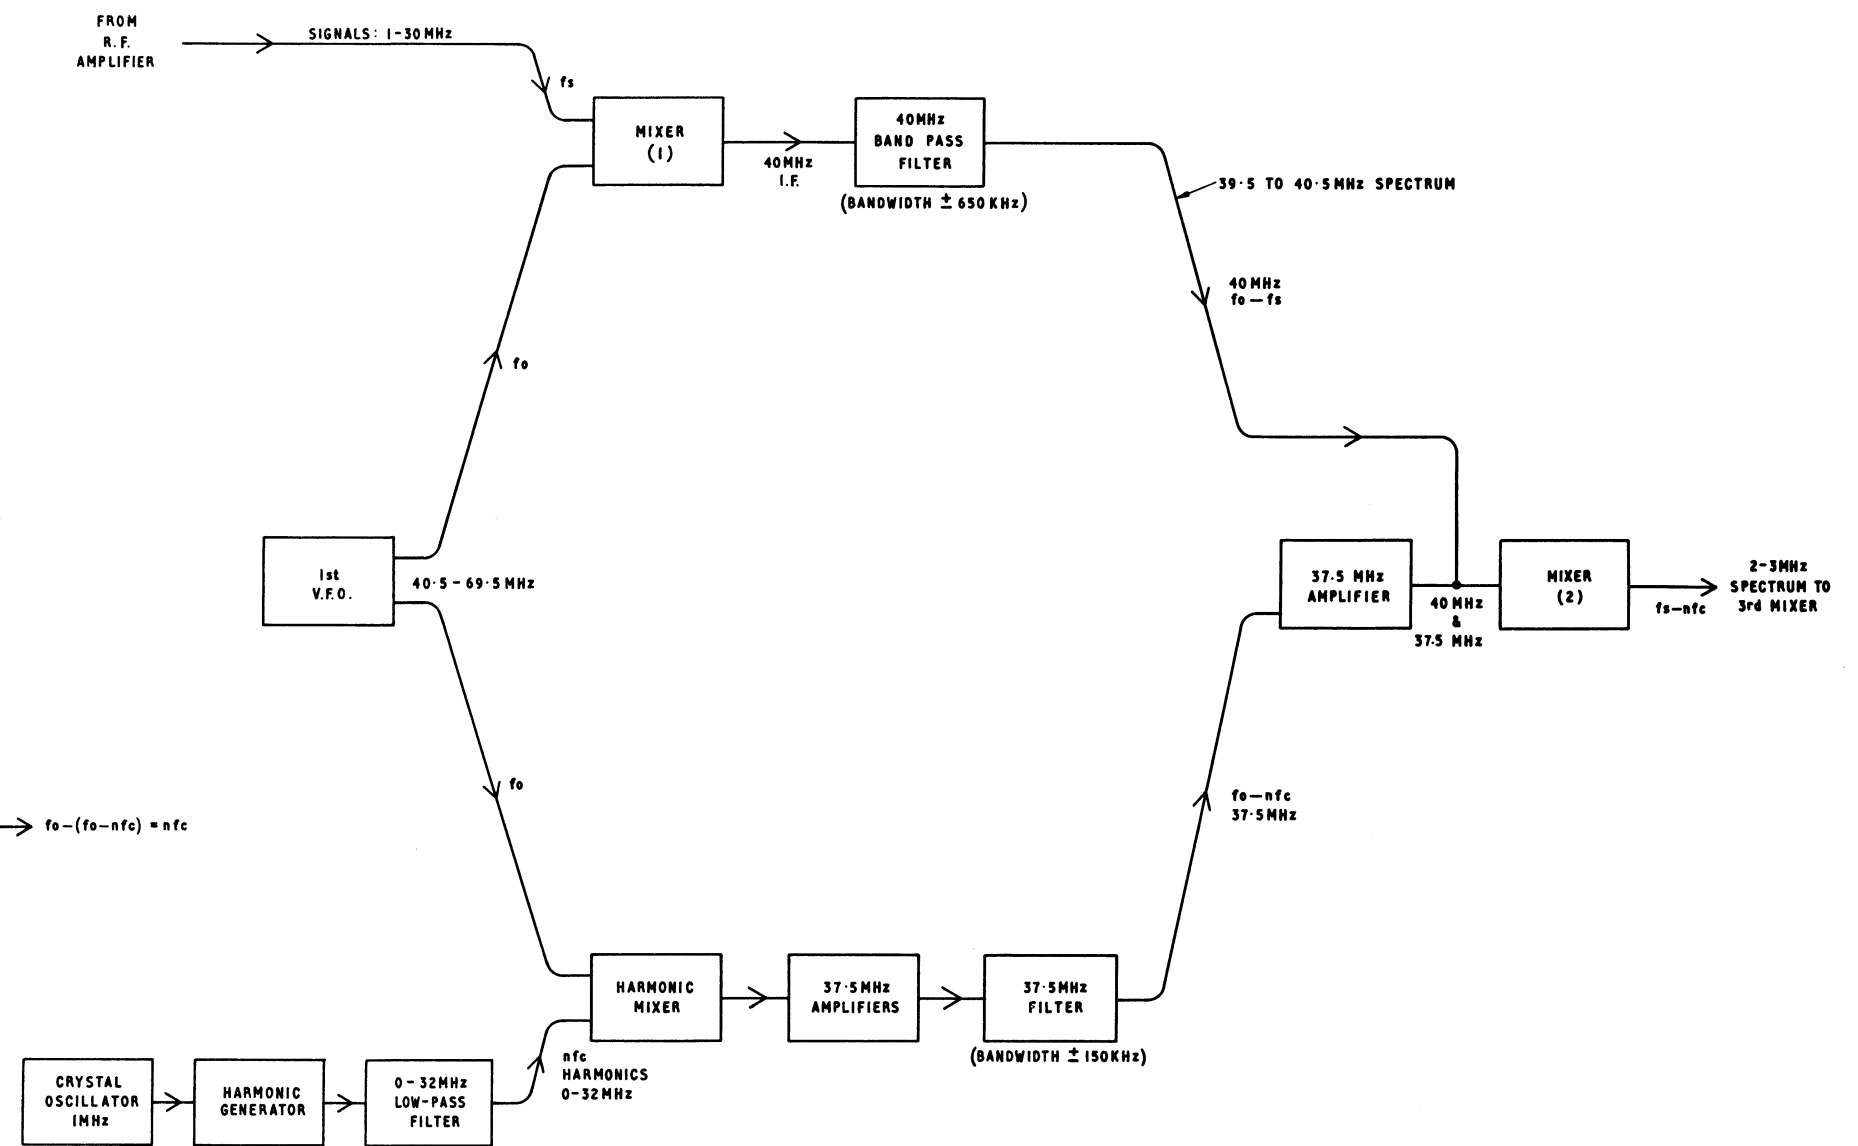 FROM
R.F.
AMPLIFIER
SIGNALS: 1-30MHz
fs
MIXER
(1)
40MHz
I.F.
40MHz
BAND PASS
FILTER
(BANDWIDTH ± 650KHz)
39·5 TO 40·5MHz SPECTRUM
40MHz
fo-fs
fo
1st
V.F.O.
40·5-69·5MHz
37.5 MHz
AMPLIFIER
40MHz
&
37.5 MHz
MIXER
(2)
fs-nfc
2-3MHz
SPECTRUM TO
3rd MIXER
fo
fo-nfc
37·5MHz
fo-(fo-nfc) = nfc
HARMONIC
MIXER
37·5MHz
AMPLIFIERS
37·5MHz
FILTER
(BANDWIDTH ± 150KHz)
nfc
HARMONICS
0-32MHz
CRYSTAL
OSCILLATOR
1MHz
HARMONIC
GENERATOR
0-32MHz
LOW-PASS
FILTER